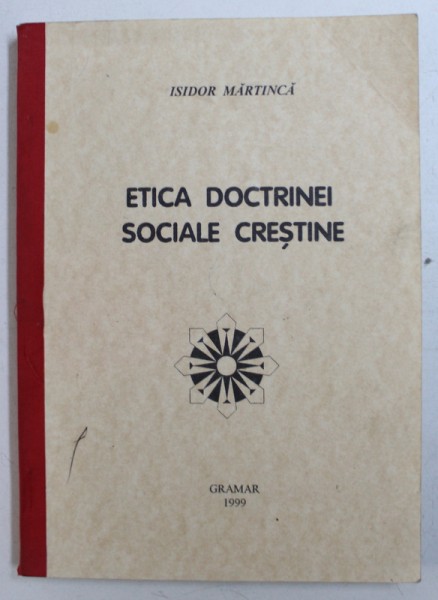 ISIDOR MĂRTINCĂ
ETICA DOCTRINEI
SOCIALE CREȘTINE
GRAMAR
1999